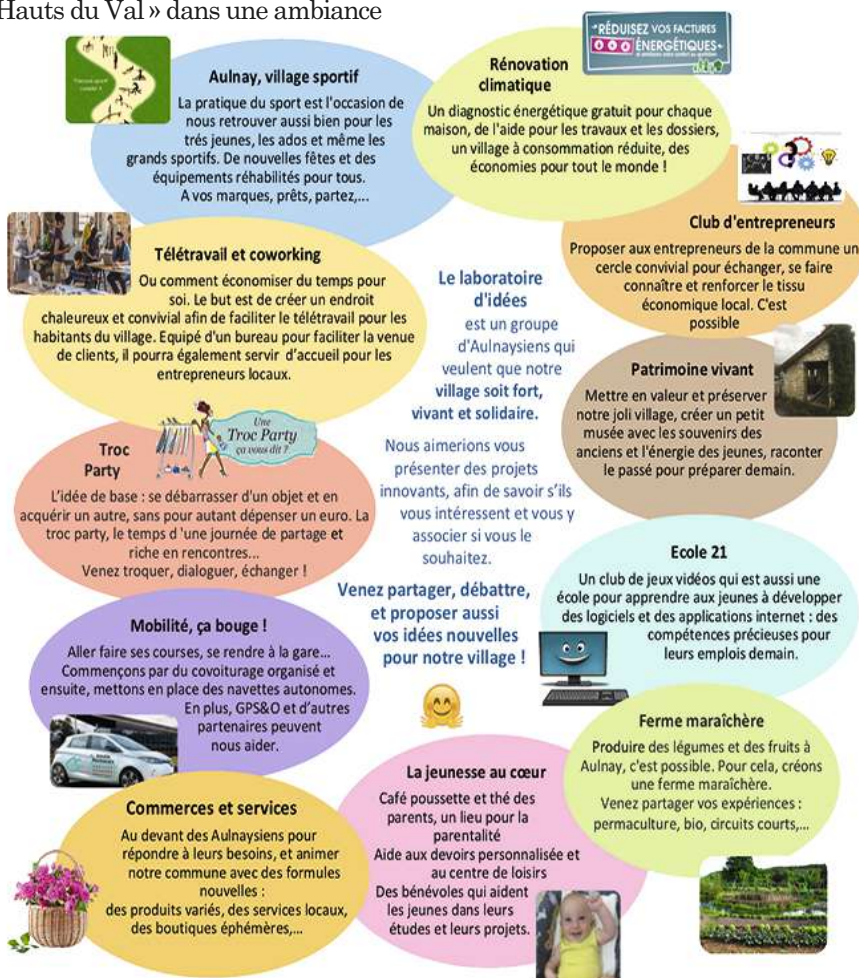 Hauts du Val » dans une ambiance
Aulnay, village sportif
La pratique du sport est l'occasion de
nous retrouver aussi bien pour les
trés jeunes, les ados et même les
grands sportifs. De nouvelles fêtes et des
équipements réhabilités pour tous.
A vos marques, prêts, partez,...
RÉDUISEZ VOS FACTURES
ÉNERGÉTIQUES
Rénovation
climatique
Un diagnostic énergétique gratuit pour chaque
maison, de l'aide pour les travaux et les dossiers,
un village à consommation réduite, des
économies pour tout le monde !
Club d'entrepreneurs
Proposer aux entrepreneurs de la commune un
cercle convivial pour échanger, se faire
connaître et renforcer le tissu
économique local. C'est
possible
Télétravail et coworking
Ou comment économiser du temps pour
soi. Le but est de créer un endroit
chaleureux et convivial afin de faciliter le télétravail pour les
habitants du village. Equipé d'un bureau pour faciliter la venue
de clients, il pourra également servir d'accueil pour les
entrepreneurs locaux.
Le laboratoire
d'idées
est un groupe
d'Aulnaysiens qui
veulent que notre
village soit fort,
vivant et solidaire.
Nous aimerions vous
présenter des projets
innovants, afin de savoir s'ils
vous intéressent et vous y
associer si vous le
souhaitez.
Venez partager, débattre,
et proposer aussi
vos idées nouvelles
pour notre village !
Patrimoine vivant
Mettre en valeur et préserver
notre joli village, créer un petit
musée avec les souvenirs des
anciens et l'énergie des jeunes, raconter
le passé pour préparer demain.
Une
Troc Party
ça vous dit ?
Troc
Party
L'idée de base : se débarrasser d'un objet et en
acquérir un autre, sans pour autant dépenser un euro. La
troc party, le temps d 'une journée de partage et
riche en rencontres...
Venez troquer, dialoguer, échanger !
Ecole 21
Un club de jeux vidéos qui est aussi une
école pour apprendre aux jeunes à développer
des logiciels et des applications internet : des
compétences précieuses pour
leurs emplois demain.
Mobilité, ça bouge !
Aller faire ses courses, se rendre à la gare...
Commençons par du covoiturage organisé et
ensuite, mettons en place des navettes autonomes.
En plus, GPS&O et d'autres
partenaires peuvent
nous aider.
Ferme maraîchère
Produire des légumes et des fruits à
Aulnay, c'est possible. Pour cela, créons
une ferme maraîchère.
Venez partager vos expériences :
permaculture, bio, circuits courts,...
La jeunesse au cœur
Café poussette et thé des
parents, un lieu pour la
parentalité
Aide aux devoirs personnalisée et
au centre de loisirs
Des bénévoles qui aident
les jeunes dans leurs
études et leurs projets.
Commerces et services
Au devant des Aulnaysiens pour
répondre à leurs besoins, et animer
notre commune avec des formules
nouvelles :
des produits variés, des services locaux,
des boutiques éphémères,...